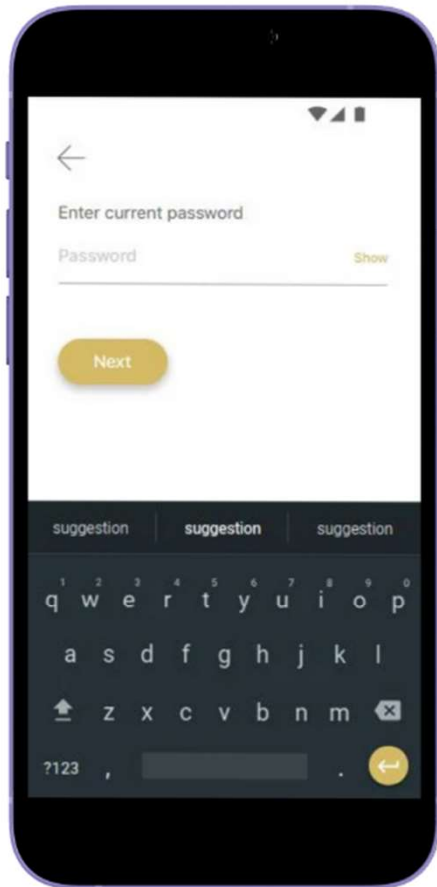 Enter current password
Password Show
Next
suggestion suggestion suggestion
1 2 3 4 5 6 7 8 9 0
q w e r t y u i o p
a s d f g h j k l
z x c v b n m
?123 , .